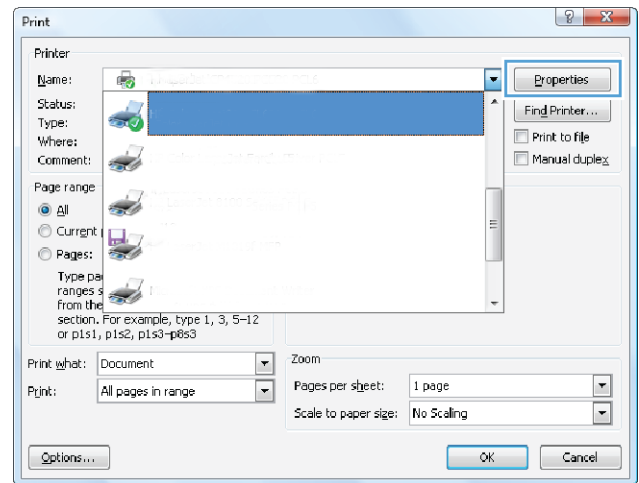 Print
Printer
Name:
Properties
Status:
Find Printer...
Type:
Print to file
Where:
Manual duplex
Comment:
Page range
All
Current
Pages:
Type
ranges
from the
section. For example, type 1, 3, 5–12
or p1s1, p1s2, p1s3–p8s3
Print what: Document
Zoom
Print: All pages in range
Pages per sheet: 1 page
Scale to paper size: No Scaling
Options...
OK
Cancel